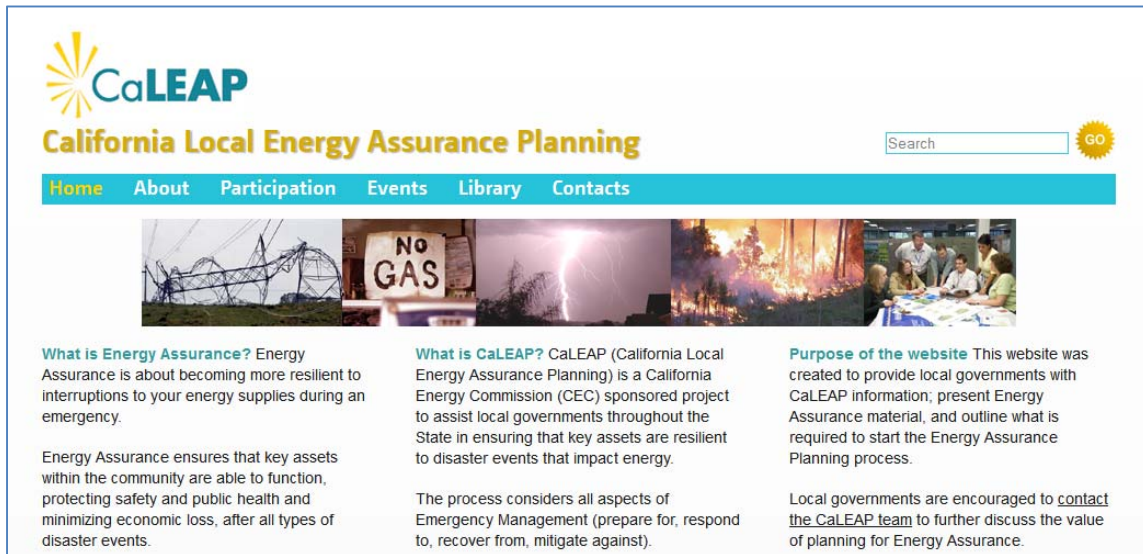 CaLEAP
California Local Energy Assurance Planning
Search
GO
Home About Participation Events Library Contacts
NO
GAS
What is Energy Assurance? Energy
Assurance is about becoming more resilient to
interruptions to your energy supplies during an
emergency.
Energy Assurance ensures that key assets
within the community are able to function,
protecting safety and public health and
minimizing economic loss, after all types of
disaster events.
What is CaLEAP? CaLEAP (California Local
Energy Assurance Planning) is a California
Energy Commission (CEC) sponsored project
to assist local governments throughout the
State in ensuring that key assets are resilient
to disaster events that impact energy.
The process considers all aspects of
Emergency Management (prepare for, respond
to, recover from, mitigate against).
Purpose of the website This website was
created to provide local governments with
CaLEAP information; present Energy
Assurance material, and outline what is
required to start the Energy Assurance
Planning process.
Local governments are encouraged to contact
the CaLEAP team to further discuss the value
of planning for Energy Assurance.